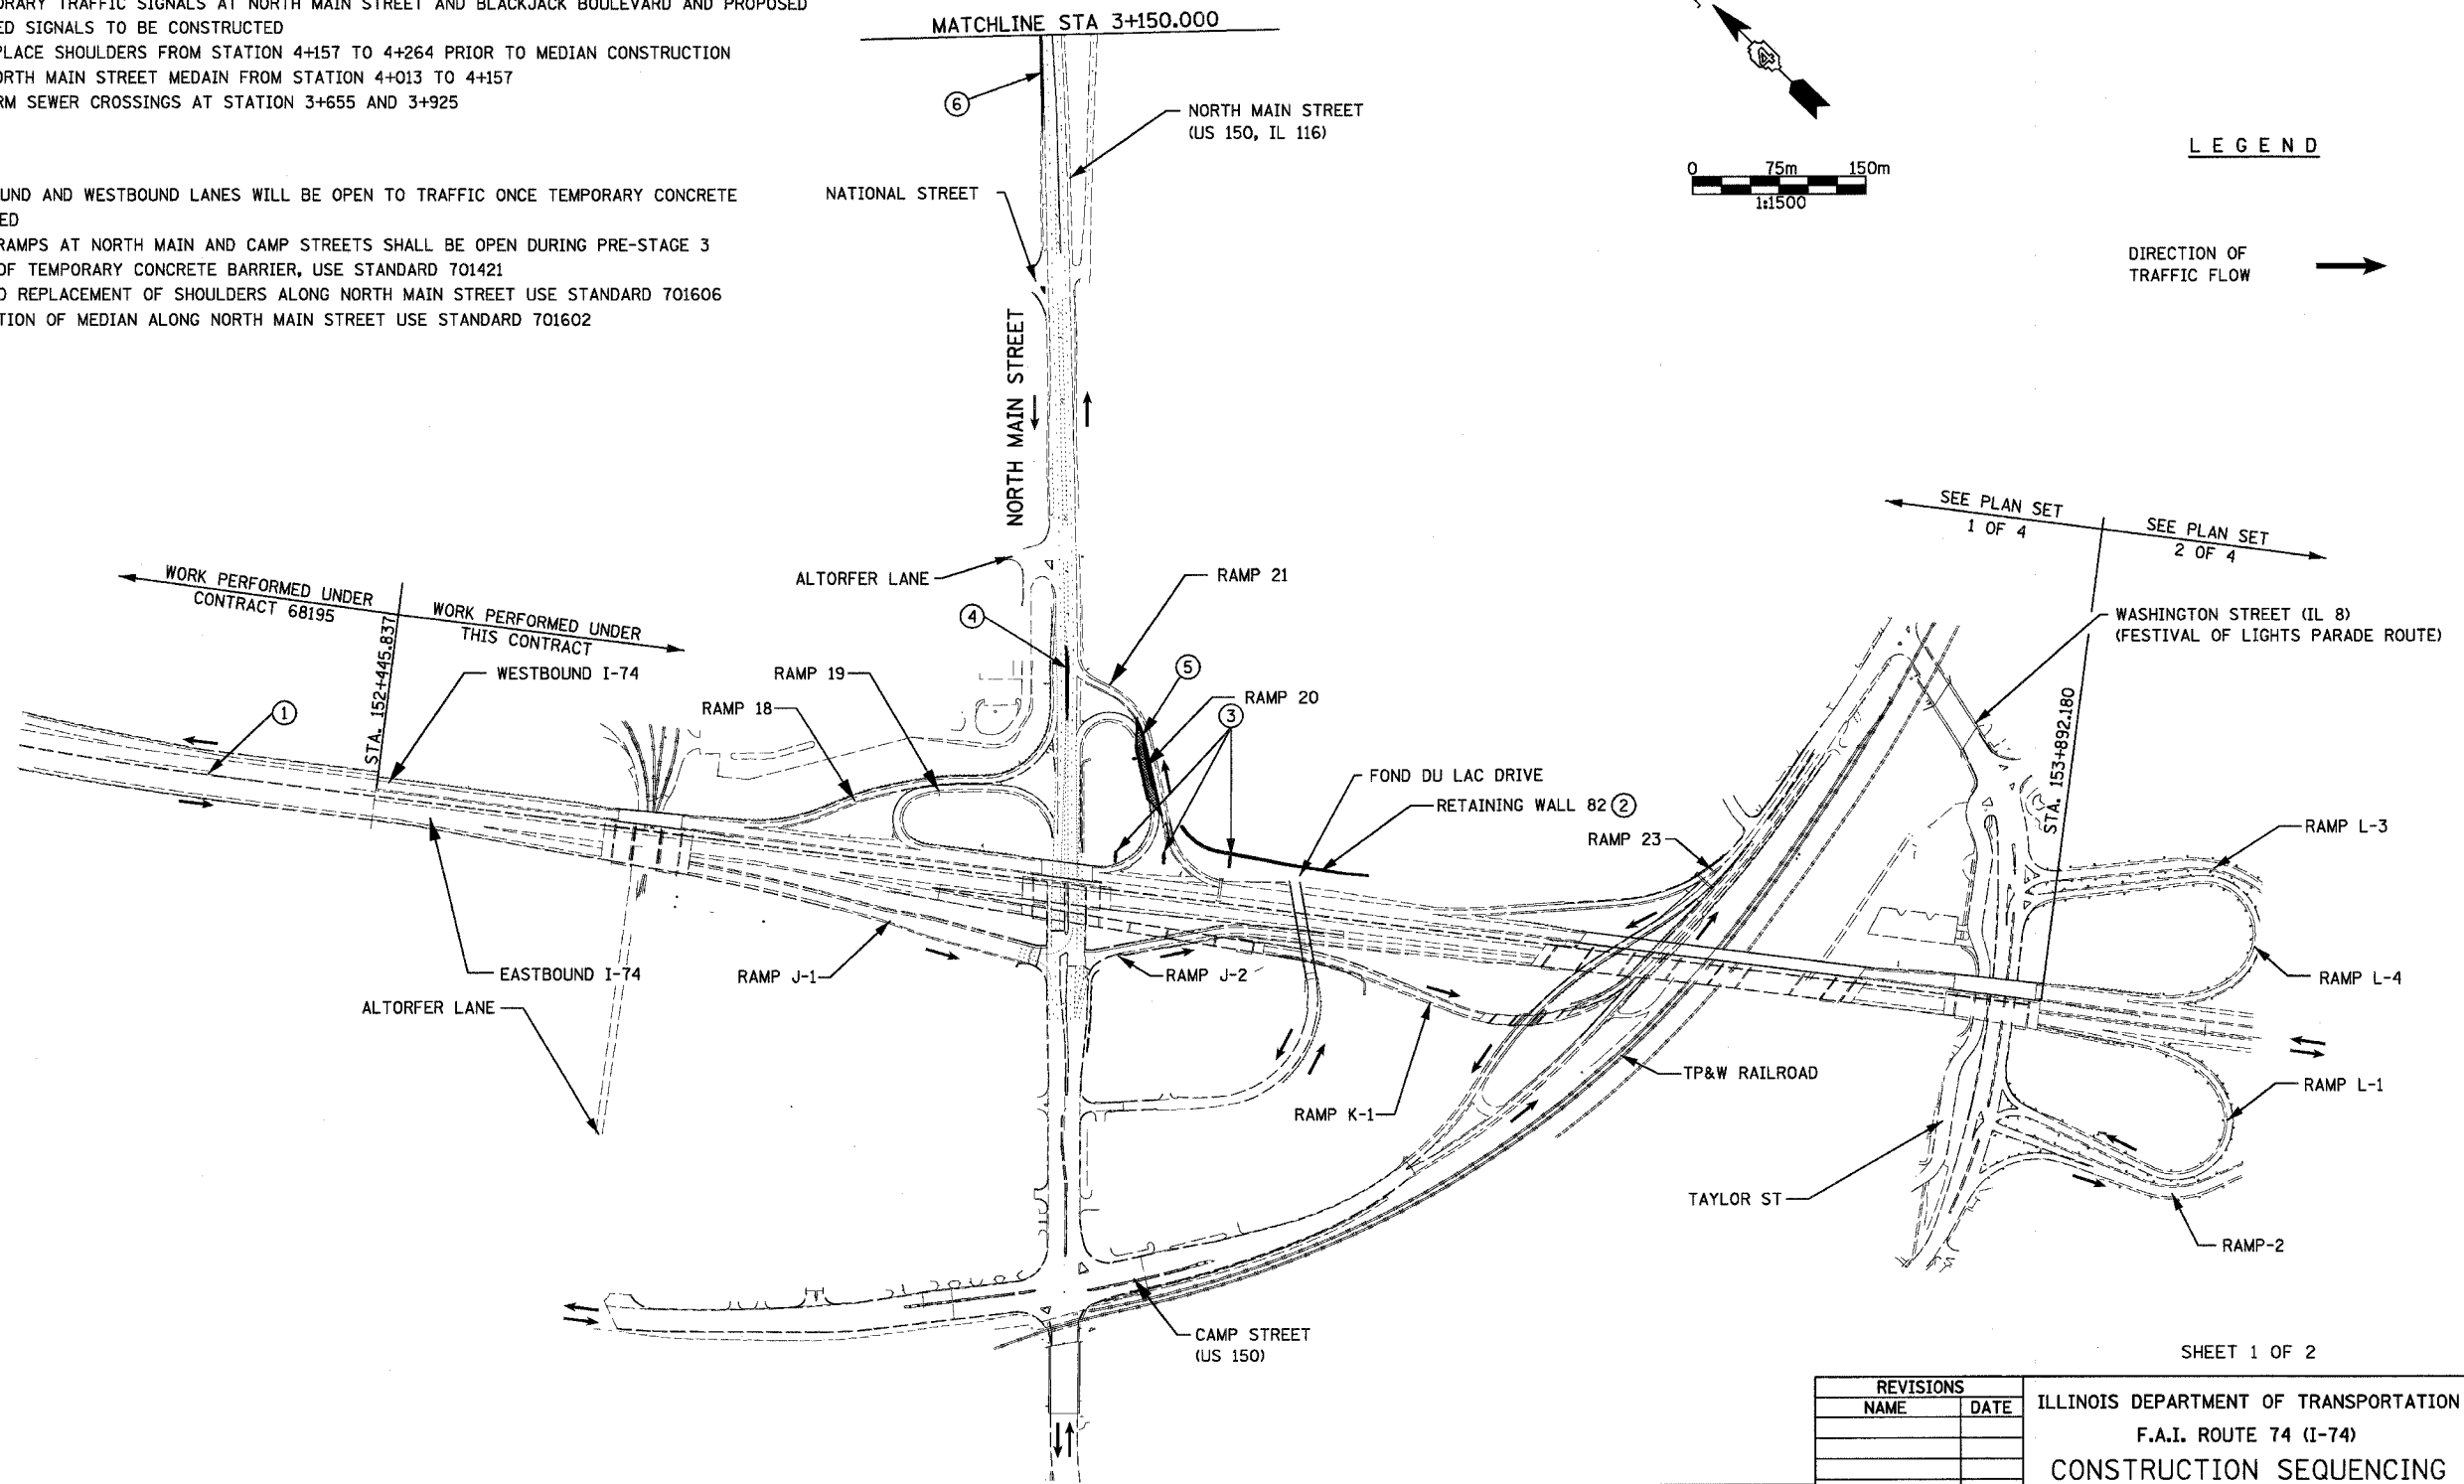 ORARY TRAFFIC SIGNALS AT NORTH MAIN STREET AND BLACKJACK BOULEVARD AND PROPOSED
ED SIGNALS TO BE CONSTRUCTED
PLACE SHOULDERS FROM STATION 4+157 TO 4+264 PRIOR TO MEDIAN CONSTRUCTION
ORTH MAIN STREET MEDAIN FROM STATION 4+013 TO 4+157
RM SEWER CROSSINGS AT STATION 3+655 AND 3+925
UND AND WESTBOUND LANES WILL BE OPEN TO TRAFFIC ONCE TEMPORARY CONCRETE
ED
RAMPS AT NORTH MAIN AND CAMP STREETS SHALL BE OPEN DURING PRE-STAGE 3
OF TEMPORARY CONCRETE BARRIER, USE STANDARD 701421
D REPLACEMENT OF SHOULDERS ALONG NORTH MAIN STREET USE STANDARD 701606
TION OF MEDIAN ALONG NORTH MAIN STREET USE STANDARD 701602
MATCHLINE STA 3+150.000
6
NORTH MAIN STREET
(US 150, IL 116)
NATIONAL STREET
0 75m 150m
1:1500
LEGEND
DIRECTION OF
TRAFFIC FLOW
NORTH MAIN STREET
SEE PLAN SET
1 OF 4
SEE PLAN SET
2 OF 4
WORK PERFORMED UNDER
CONTRACT 68195
WORK PERFORMED UNDER
THIS CONTRACT
STA. 152+445.837
ALTORFER LANE
4
RAMP 21
WASHINGTON STREET (IL 8)
(FESTIVAL OF LIGHTS PARADE ROUTE)
WESTBOUND I-74
RAMP 19
5
RAMP 20
RAMP 18
3
1
STA. 153+892.180
FOND DU LAC DRIVE
RETAINING WALL 82 2
RAMP 23
RAMP L-3
EASTBOUND I-74
RAMP J-1
RAMP J-2
RAMP L-4
ALTORFER LANE
TP&W RAILROAD
RAMP K-1
RAMP L-1
TAYLOR ST
RAMP-2
CAMP STREET
(US 150)
SHEET 1 OF 2
REVISIONS
NAME DATE
ILLINOIS DEPARTMENT OF TRANSPORTATION
F.A.I. ROUTE 74 (I-74)
CONSTRUCTION SEQUENCING